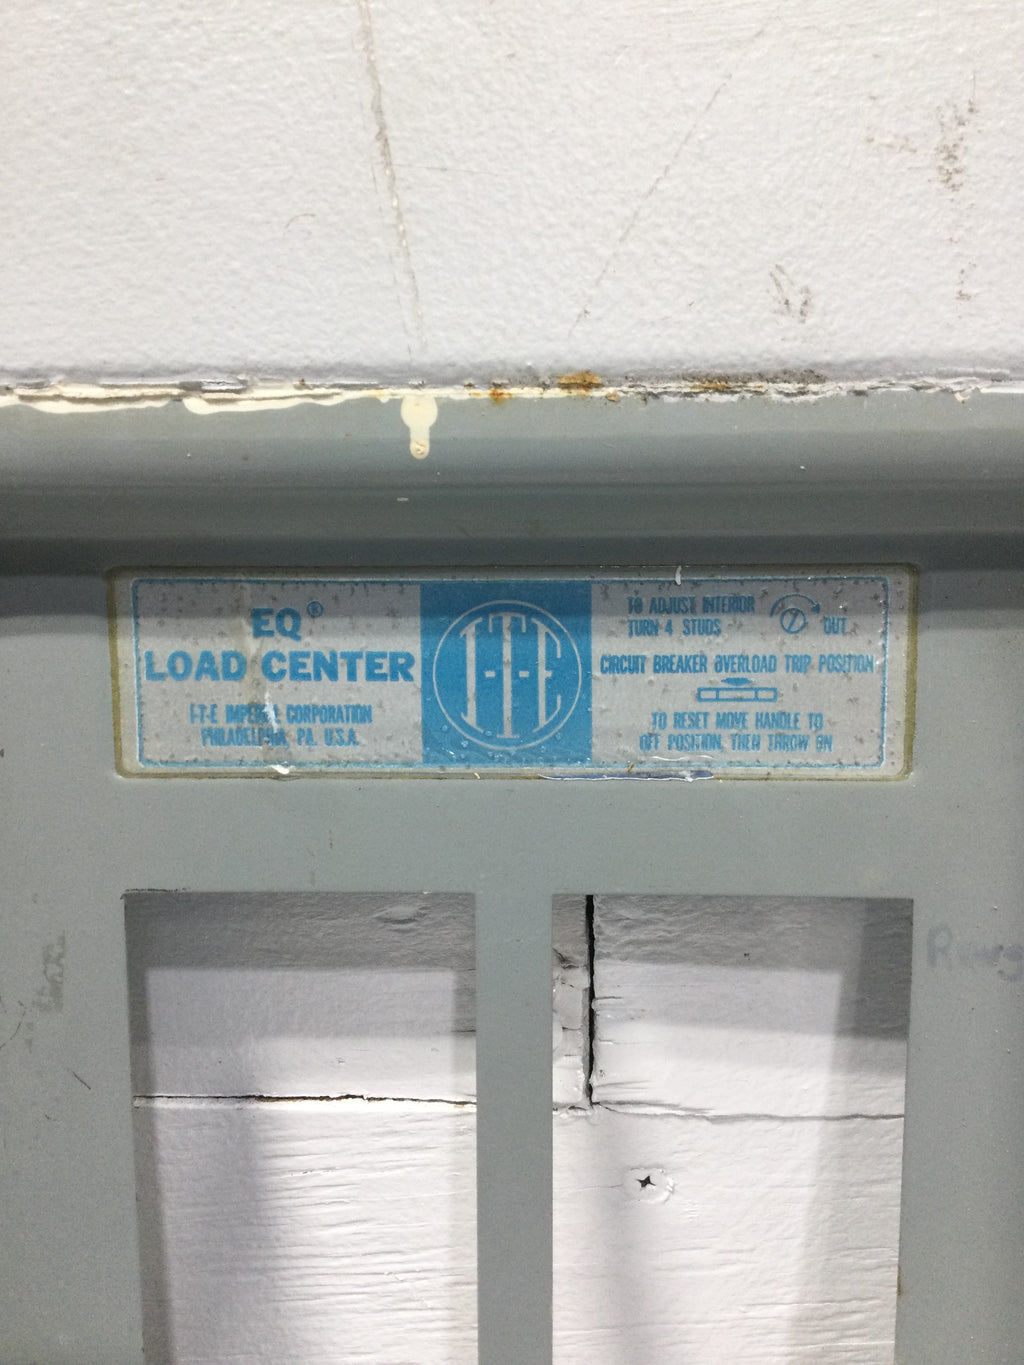 EQ®
LOAD CENTER
I-T-E IMPERIAL CORPORATION
PHILADELPHIA, PA. U.S.A.
I-T-E
TO ADJUST INTERIOR
TURN 4 STUDS
OUT
CIRCUIT BREAKER OVERLOAD TRIP POSITION
TO RESET MOVE HANDLE TO
OFF POSITION, THEN THROW ON